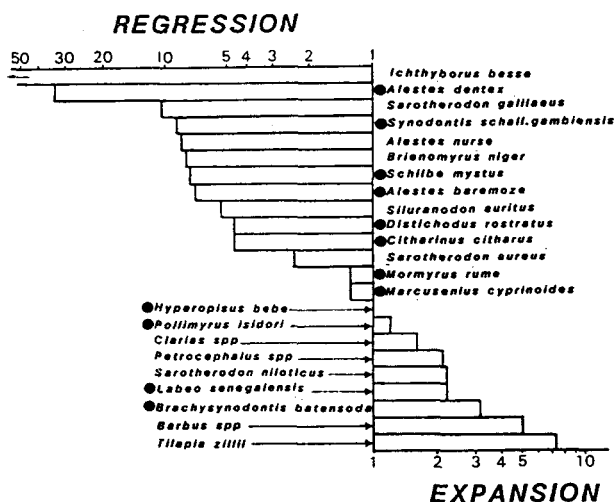 REGRESSION
50 30 20 10 5 4 3 2 1
Ichthyborus besse
Alestes dentex
Sarotherodon galilaeus
Synodontis schall.gambiensis
Alestes nurse
Brienomyrus niger
Schilbe mystus
Alestes baremoze
Siluranodon auritus
Distichodus rostratus
Citharinus citharus
Sarotherodon aureus
Mormyrus rume
Marcusenius cyprinoides
Hyperopisus bebe
Pollimyrus isidori
Clarias spp
Petrocephalus spp
Sarotherodon niloticus
Labeo senegalensis
Brachysynodontis batensoda
Barbus spp
Tilapia zillii
1 2 3 4 5 10
EXPANSION